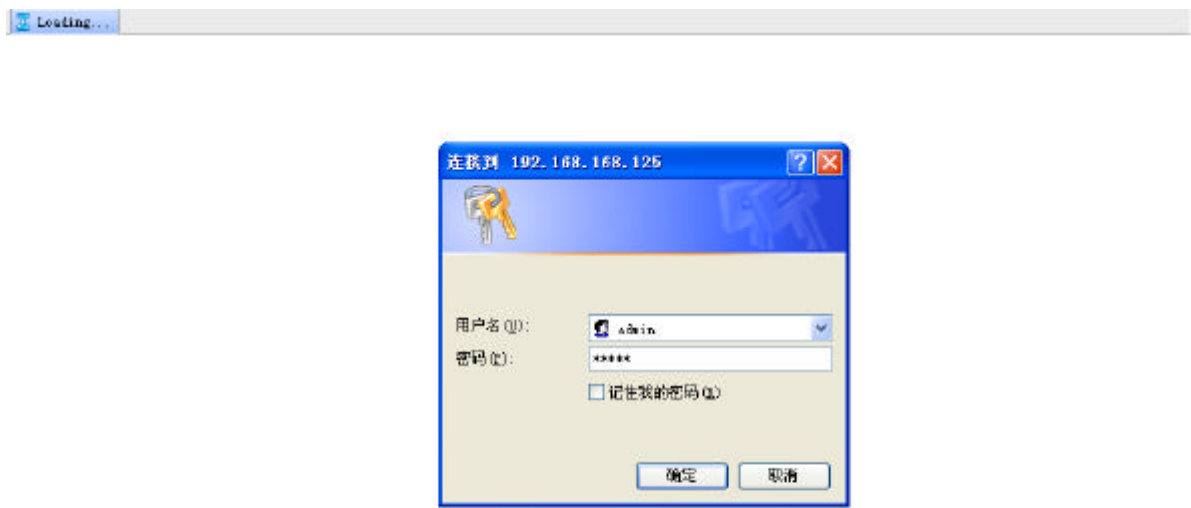 Loading...
连接到 192.168.168.125
用户名(U):
admin
密码(P):
*****
记住我的密码(R)
确定
取消